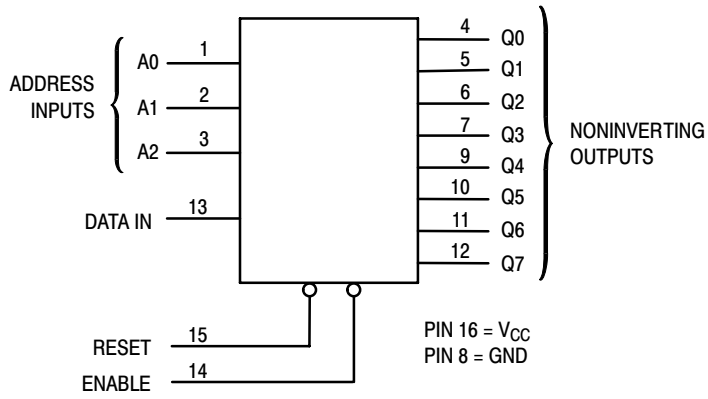 ADDRESS
INPUTS
A0 1
A1 2
A2 3
DATA IN 13
4 Q0
5 Q1
6 Q2
7 Q3
9 Q4
10 Q5
11 Q6
12 Q7
NONINVERTING
OUTPUTS
RESET 15
ENABLE 14
PIN 16 = VCC
PIN 8 = GND